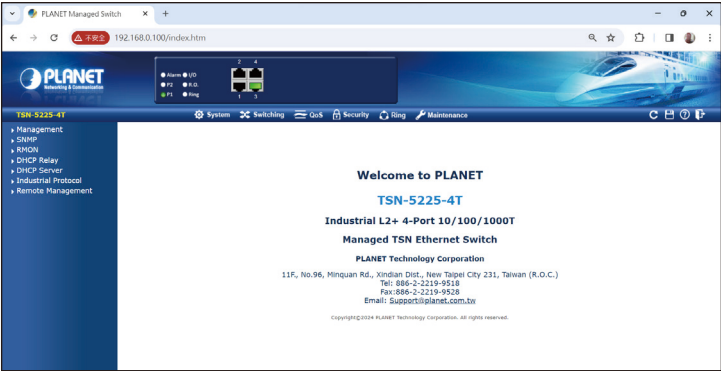 PLANET Managed Switch
不安全
192.168.0.100/index.htm
PLANET
Networking & Communication
Alarm I/O
P2 R.O.
P1 Ring
2 4
1 3
TSN-5225-4T
System Switching QoS Security Ring Maintenance
Management
SNMP
RMON
DHCP Relay
DHCP Server
Industrial Protocol
Remote Management
Welcome to PLANET
TSN-5225-4T
Industrial L2+ 4-Port 10/100/1000T
Managed TSN Ethernet Switch
PLANET Technology Corporation
11F., No.96, Minquan Rd., Xindian Dist., New Taipei City 231, Taiwan (R.O.C.)
Tel: 886-2-2219-9518
Fax:886-2-2219-9528
Email: Support@planet.com.tw
Copyright©2024 PLANET Technology Corporation. All rights reserved.